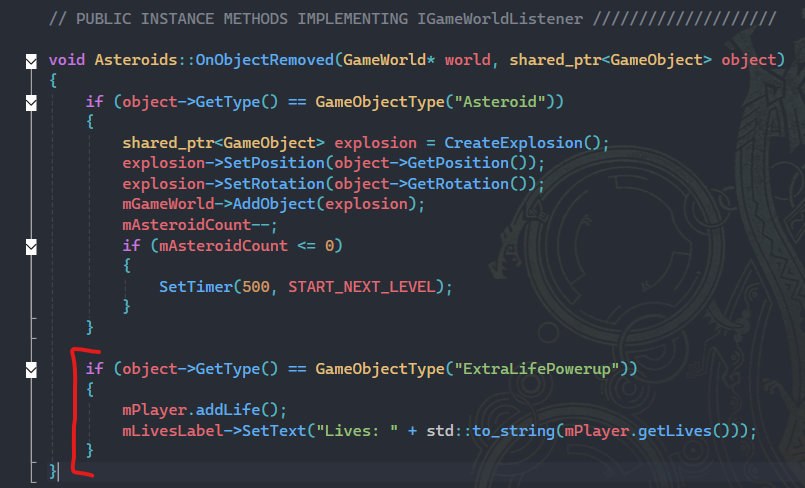 // PUBLIC INSTANCE METHODS IMPLEMENTING IGameWorldListener ////////////////////
void Asteroids::OnObjectRemoved(GameWorld* world, shared_ptr<GameObject> object)
{
if (object->GetType() == GameObjectType("Asteroid"))
{
shared_ptr<GameObject> explosion = CreateExplosion();
explosion->SetPosition(object->GetPosition());
explosion->SetRotation(object->GetRotation());
mGameWorld->AddObject(explosion);
mAsteroidCount--;
if (mAsteroidCount <= 0)
{
SetTimer(500, START_NEXT_LEVEL);
}
}
if (object->GetType() == GameObjectType("ExtraLifePowerup"))
{
mPlayer.addLife();
mLivesLabel->SetText("Lives: " + std::to_string(mPlayer.getLives()));
}
}